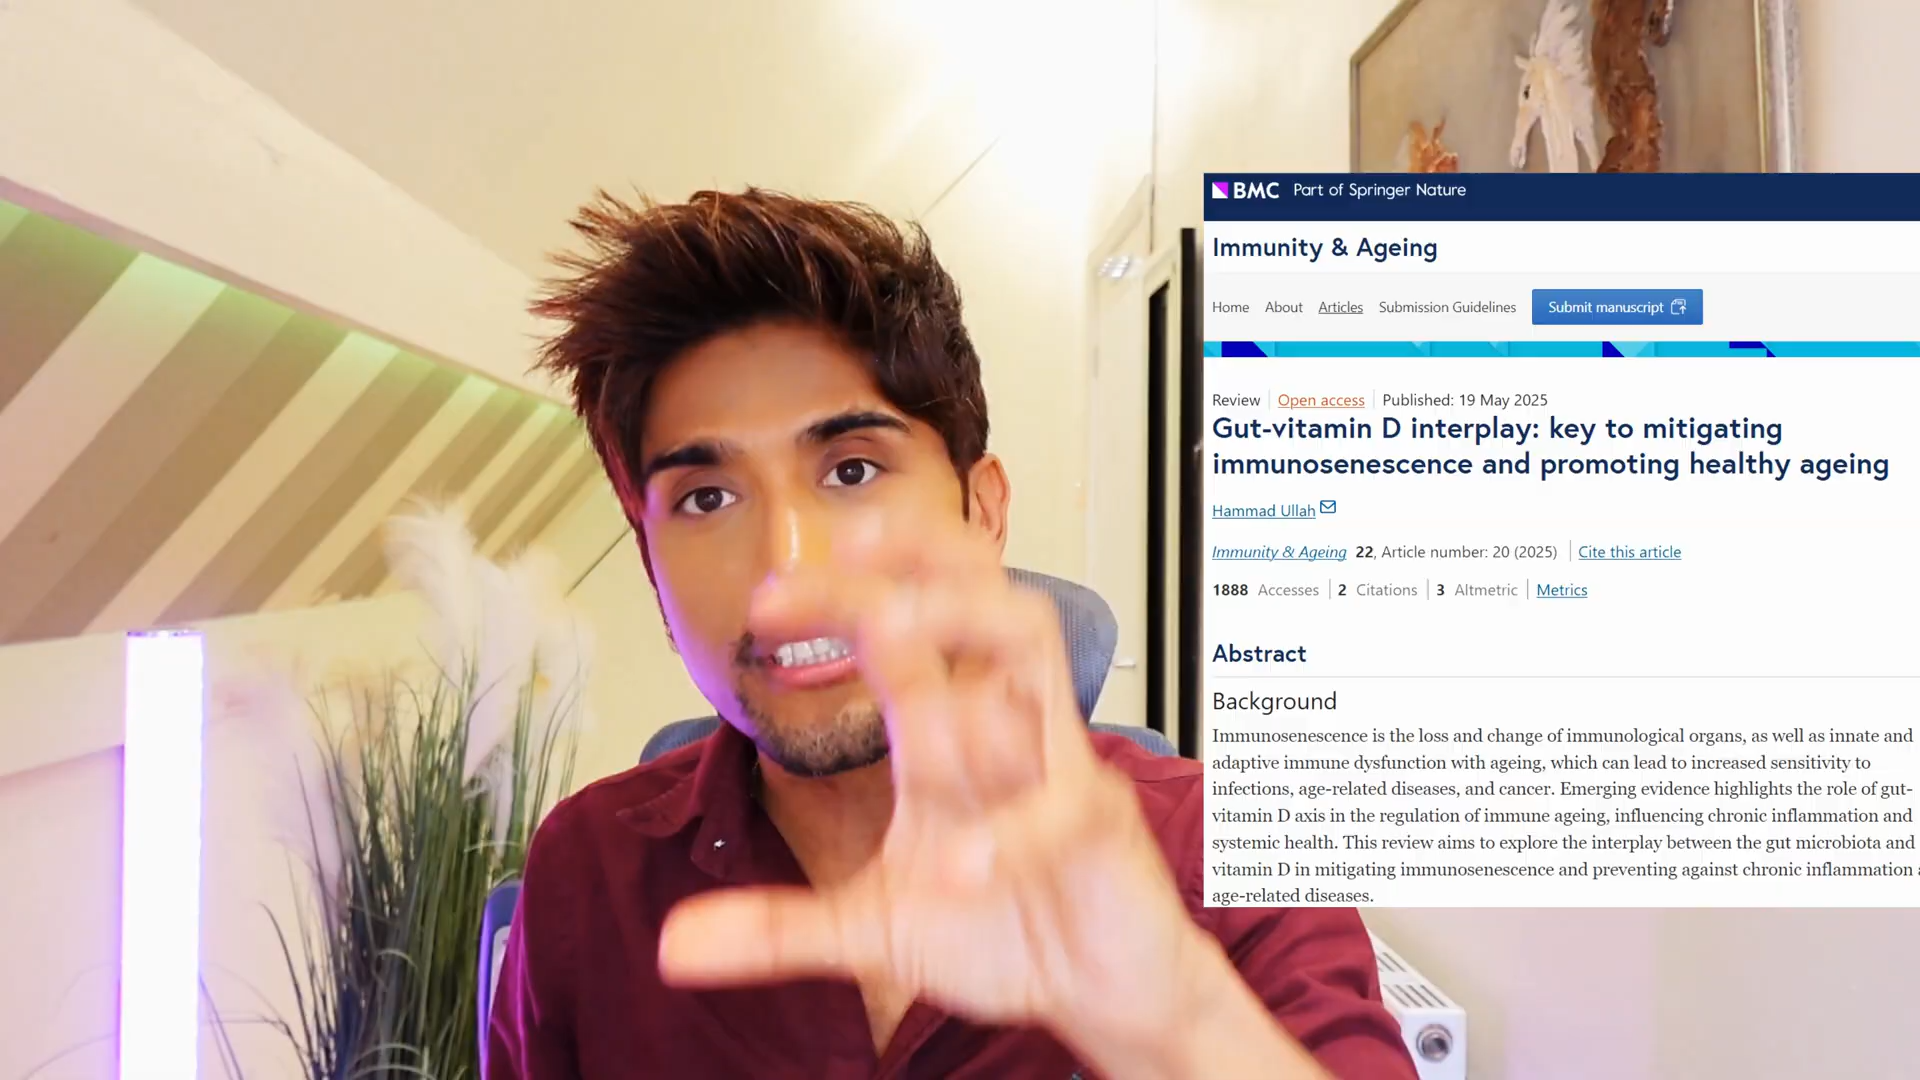 BMC Part of Springer Nature
Immunity & Ageing
Home About Articles Submission Guidelines Submit manuscript
Review Open access Published: 19 May 2025
Gut-vitamin D interplay: key to mitigating
immunosenescence and promoting healthy ageing
Hammad Ullah
Immunity & Ageing 22, Article number: 20 (2025) Cite this article
1888 Accesses 2 Citations 3 Altmetric Metrics
Abstract
Background
Immunosenescence is the loss and change of immunological organs, as well as innate and
adaptive immune dysfunction with ageing, which can lead to increased sensitivity to
infections, age-related diseases, and cancer. Emerging evidence highlights the role of gut-
vitamin D axis in the regulation of immune ageing, influencing chronic inflammation and
systemic health. This review aims to explore the interplay between the gut microbiota and
vitamin D in mitigating immunosenescence and preventing against chronic inflammation
age-related diseases.